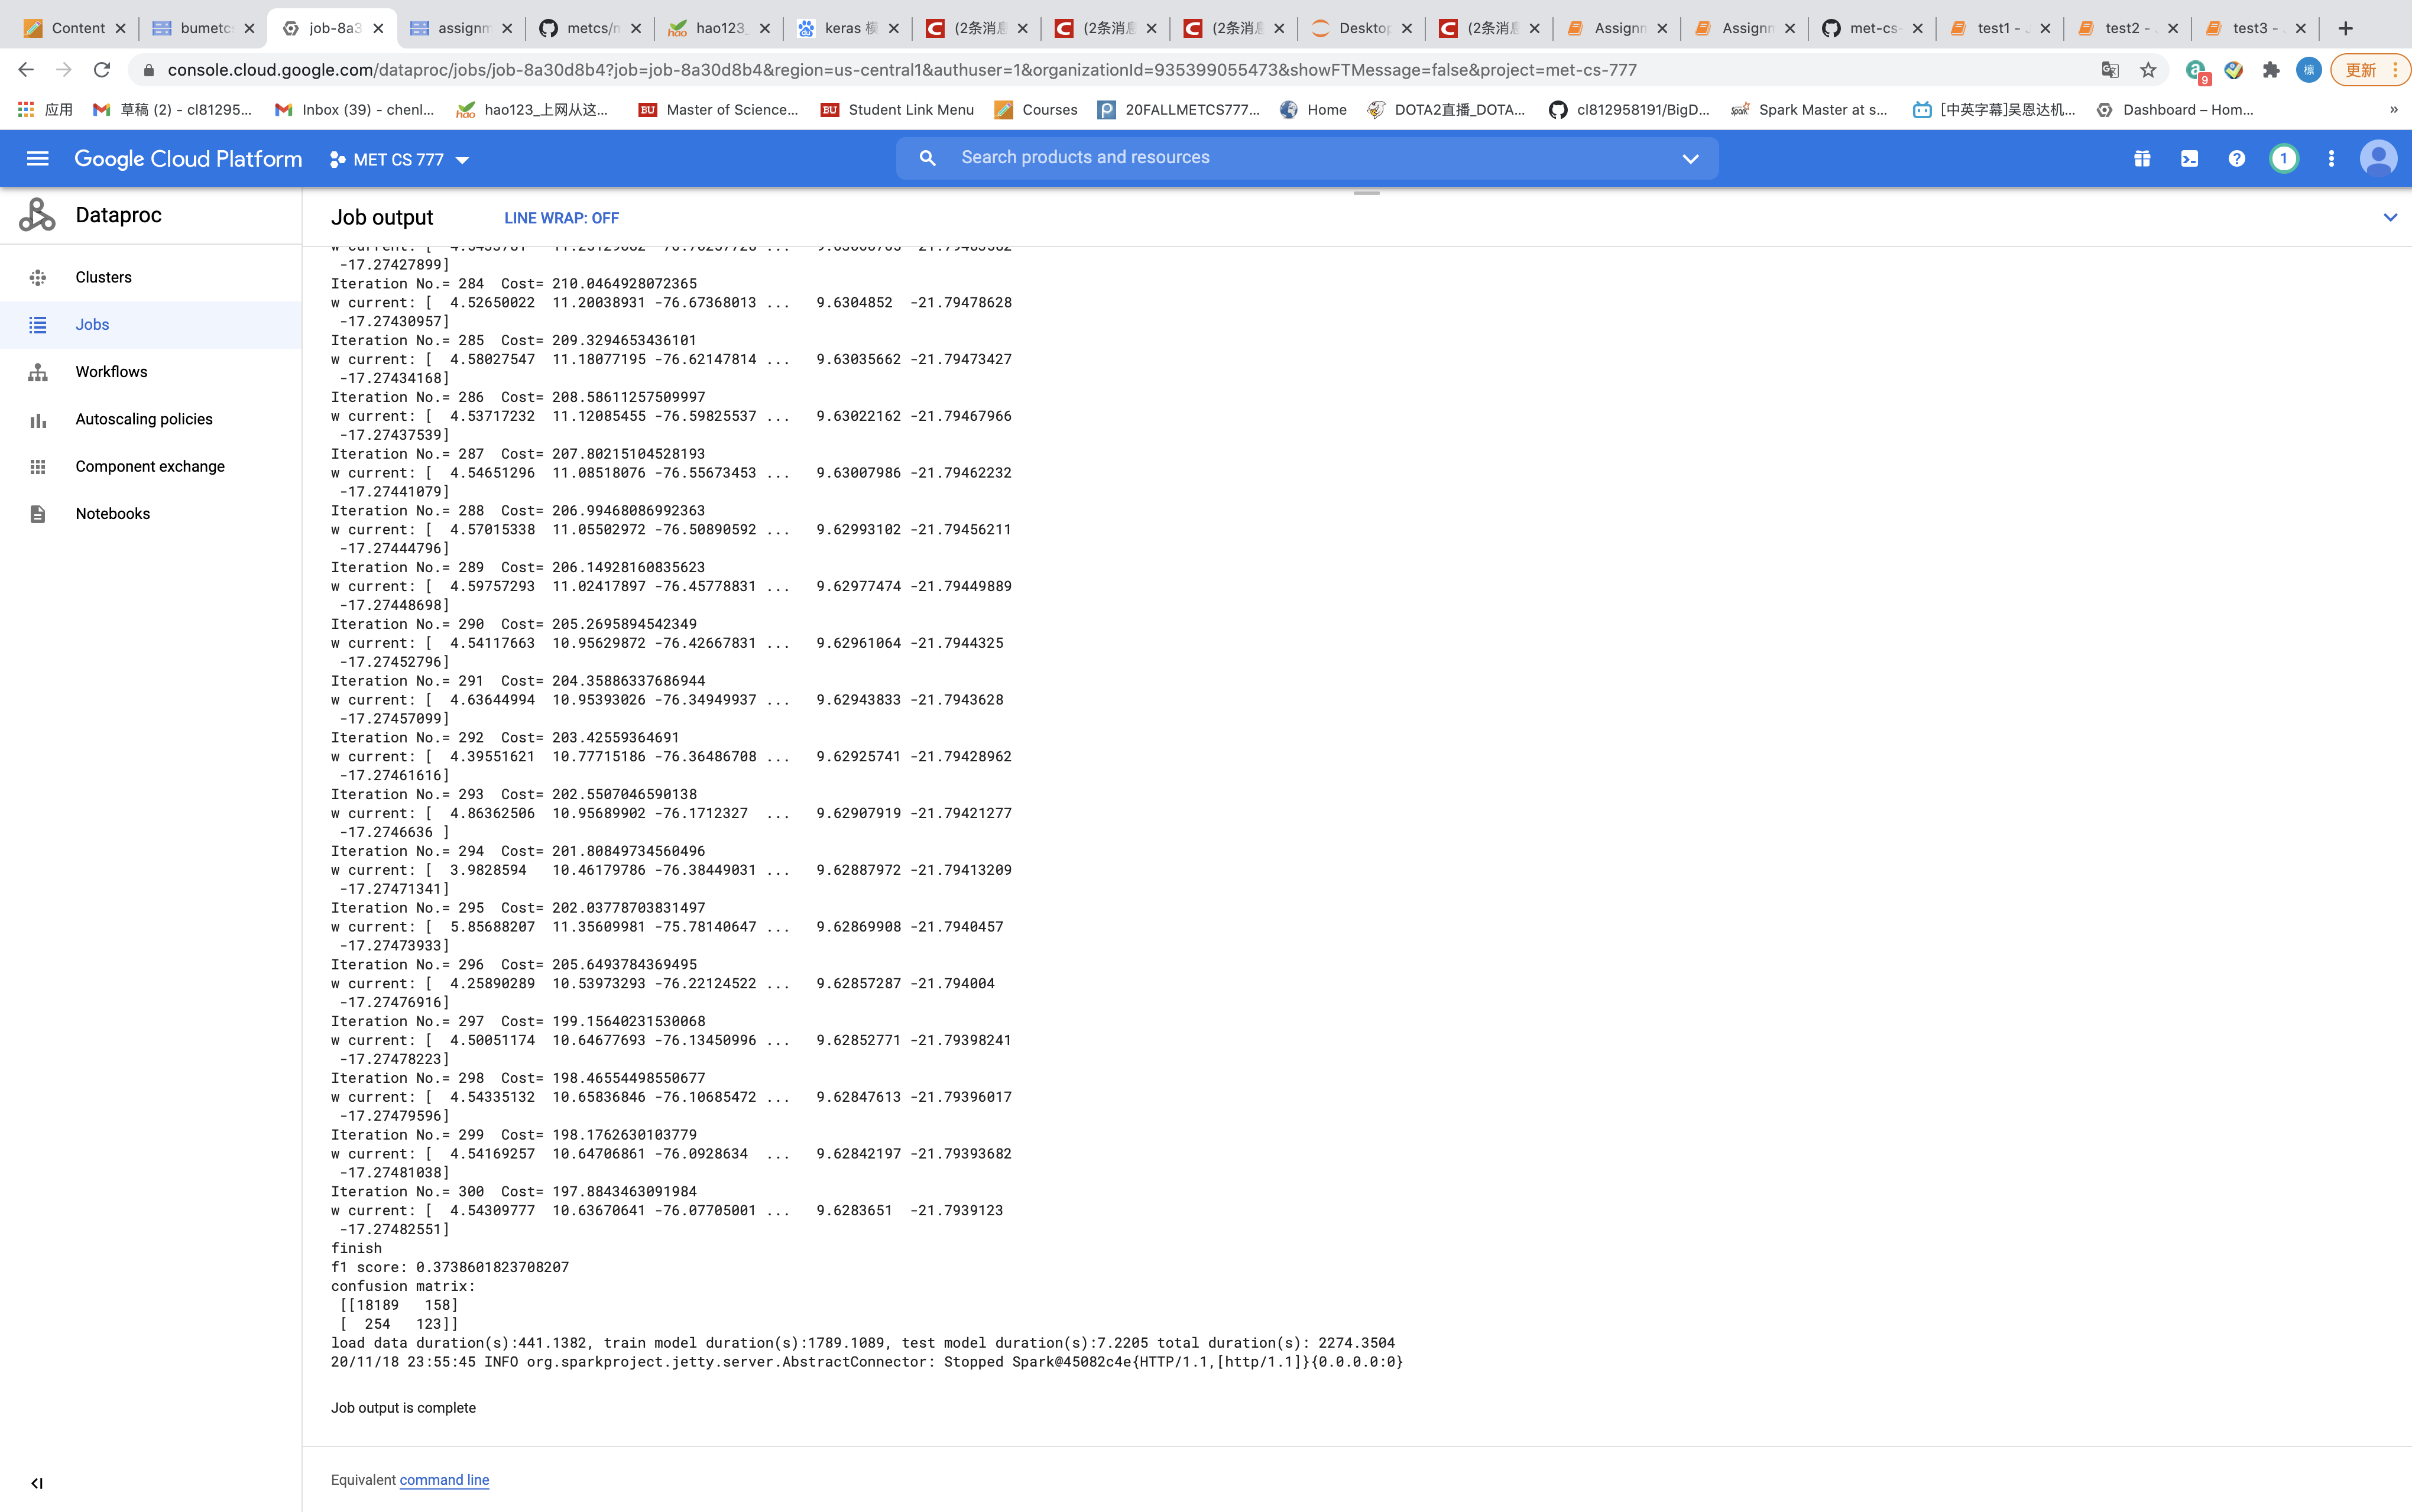 Content
bumetc
job-8a3
assignm
metcs/
hao123_
keras 模
(2条消息
(2条消息
(2条消息
Desktop
(2条消息
Assignn
Assignn
met-cs-
test1 -
test2 -
test3 -
console.cloud.google.com/dataproc/jobs/job-8a30d8b4?job=job-8a30d8b4&region=us-central1&authuser=1&organizationId=935399055473&showFTMessage=false&project=met-cs-777
9
標
更新
应用
草稿 (2) - cl81295...
Inbox (39) - chenl...
hao123_上网从这...
BU Master of Science...
BU Student Link Menu
Courses
20FALLMETCS777...
Home
DOTA2直播_DOTA...
cl812958191/BigD...
Spark Master at s...
[中英字幕]吴恩达机...
Dashboard – Hom...
»
Google Cloud Platform
MET CS 777
Search products and resources
1
Dataproc
Clusters
Jobs
Workflows
Autoscaling policies
Component exchange
Notebooks
Job output
LINE WRAP: OFF
-17.27427899]
Iteration No.= 284 Cost= 210.0464928072365
w current: [ 4.52650022 11.20038931 -76.67368013 ... 9.6304852 -21.79478628
-17.27430957]
Iteration No.= 285 Cost= 209.3294653436101
w current: [ 4.58027547 11.18077195 -76.62147814 ... 9.63035662 -21.79473427
-17.27434168]
Iteration No.= 286 Cost= 208.58611257509997
w current: [ 4.53717232 11.12085455 -76.59825537 ... 9.63022162 -21.79467966
-17.27437539]
Iteration No.= 287 Cost= 207.80215104528193
w current: [ 4.54651296 11.08518076 -76.55673453 ... 9.63007986 -21.79462232
-17.27441079]
Iteration No.= 288 Cost= 206.99468086992363
w current: [ 4.57015338 11.05502972 -76.50890592 ... 9.62993102 -21.79456211
-17.27444796]
Iteration No.= 289 Cost= 206.14928160835623
w current: [ 4.59757293 11.02417897 -76.45778831 ... 9.62977474 -21.79449889
-17.27448698]
Iteration No.= 290 Cost= 205.2695894542349
w current: [ 4.54117663 10.95629872 -76.42667831 ... 9.62961064 -21.7944325
-17.27452796]
Iteration No.= 291 Cost= 204.35886337686944
w current: [ 4.63644994 10.95393026 -76.34949937 ... 9.62943833 -21.7943628
-17.27457099]
Iteration No.= 292 Cost= 203.42559364691
w current: [ 4.39551621 10.77715186 -76.36486708 ... 9.62925741 -21.79428962
-17.27461616]
Iteration No.= 293 Cost= 202.5507046590138
w current: [ 4.86362506 10.95689902 -76.1712327 ... 9.62907919 -21.79421277
-17.2746636 ]
Iteration No.= 294 Cost= 201.80849734560496
w current: [ 3.9828594 10.46179786 -76.38449031 ... 9.62887972 -21.79413209
-17.27471341]
Iteration No.= 295 Cost= 202.03778703831497
w current: [ 5.85688207 11.35609981 -75.78140647 ... 9.62869908 -21.7940457
-17.27473933]
Iteration No.= 296 Cost= 205.6493784369495
w current: [ 4.25890289 10.53973293 -76.22124522 ... 9.62857287 -21.794004
-17.27476916]
Iteration No.= 297 Cost= 199.15640231530068
w current: [ 4.50051174 10.64677693 -76.13450996 ... 9.62852771 -21.79398241
-17.27478223]
Iteration No.= 298 Cost= 198.46554498550677
w current: [ 4.54335132 10.65836846 -76.10685472 ... 9.62847613 -21.79396017
-17.27479596]
Iteration No.= 299 Cost= 198.1762630103779
w current: [ 4.54169257 10.64706861 -76.0928634 ... 9.62842197 -21.79393682
-17.27481038]
Iteration No.= 300 Cost= 197.8843463091984
w current: [ 4.54309777 10.63670641 -76.07705001 ... 9.6283651 -21.7939123
-17.27482551]
finish
f1 score: 0.3738601823708207
confusion matrix:
[[18189 158]
[ 254 123]]
load data duration(s):441.1382, train model duration(s):1789.1089, test model duration(s):7.2205 total duration(s): 2274.3504
20/11/18 23:55:45 INFO org.sparkproject.jetty.server.AbstractConnector: Stopped Spark@45082c4e{HTTP/1.1,[http/1.1]}{0.0.0.0:0}
Job output is complete
Equivalent command line